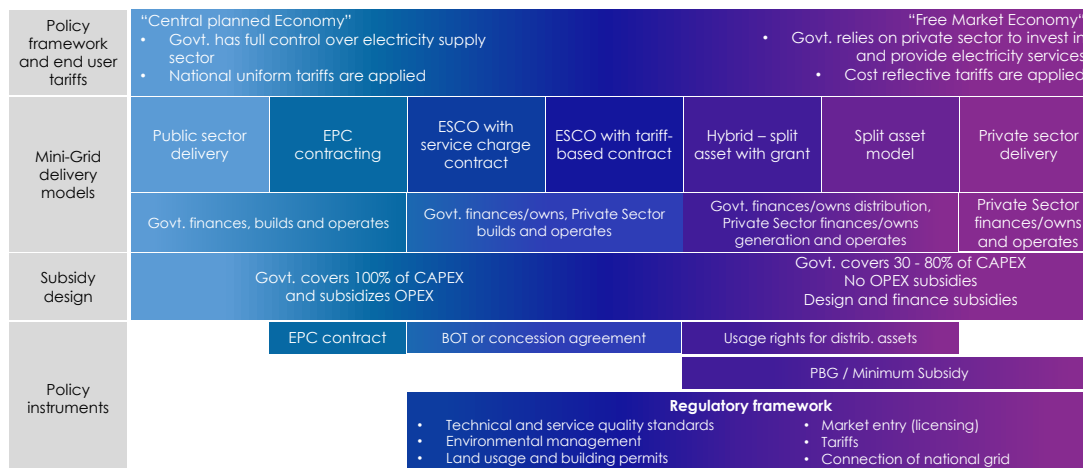 Policy
framework
and end user
tariffs
“Central planned Economy”
• Govt. has full control over electricity supply
sector
• National uniform tariffs are applied
“Free Market Economy“
• Govt. relies on private sector to invest in
and provide electricity services
• Cost reflective tariffs are applied
Mini-Grid
delivery
models
Public sector
delivery
EPC
contracting
ESCO with
service charge
contract
ESCO with tariff-
based contract
Hybrid – split
asset with grant
Split asset
model
Private sector
delivery
Govt. finances, builds and operates
Govt. finances/owns, Private Sector
builds and operates
Govt. finances/owns distribution,
Private Sector finances/owns
generation and operates
Private Sector
finances/owns
and operates
Subsidy
design
Govt. covers 100% of CAPEX
and subsidizes OPEX
Govt. covers 30 - 80% of CAPEX
No OPEX subsidies
Design and finance subsidies
Policy
instruments
EPC contract
BOT or concession agreement
Usage rights for distrib. assets
PBG / Minimum Subsidy
Regulatory framework
• Technical and service quality standards
• Environmental management
• Land usage and building permits
• Market entry (licensing)
• Tariffs
• Connection of national grid